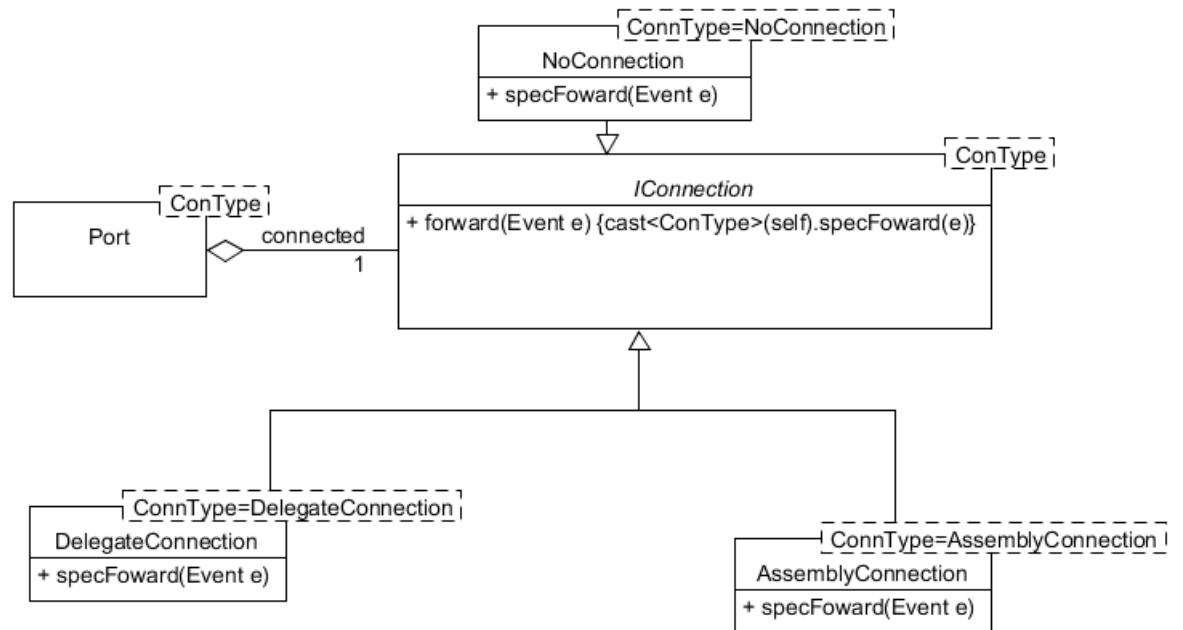 ConnType=NoConnection
NoConnection
+ specFoward(Event e)
ConType
IConnection
+ forward(Event e) {cast<ConType>(self).specFoward(e)}
ConType
Port
connected
1
ConnType=DelegateConnection
DelegateConnection
+ specFoward(Event e)
ConnType=AssemblyConnection
AssemblyConnection
+ specFoward(Event e)